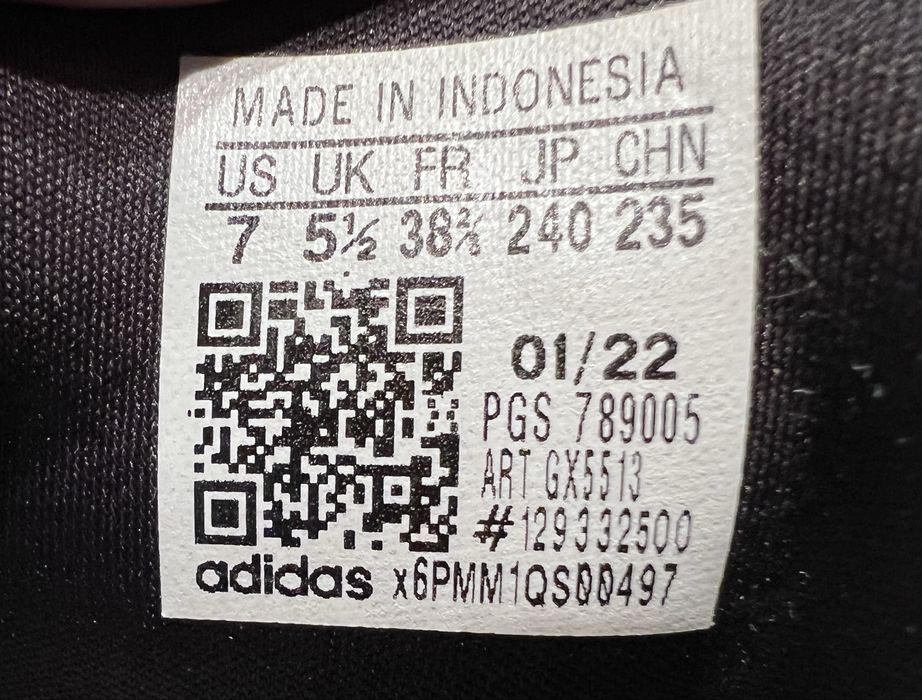 MADE IN INDONESIA
US UK FR JP CHN
7 5½ 38⅔ 240 235
01/22
PGS 789005
ART GX5513
#129332500
adidas x6PMM1QS00497